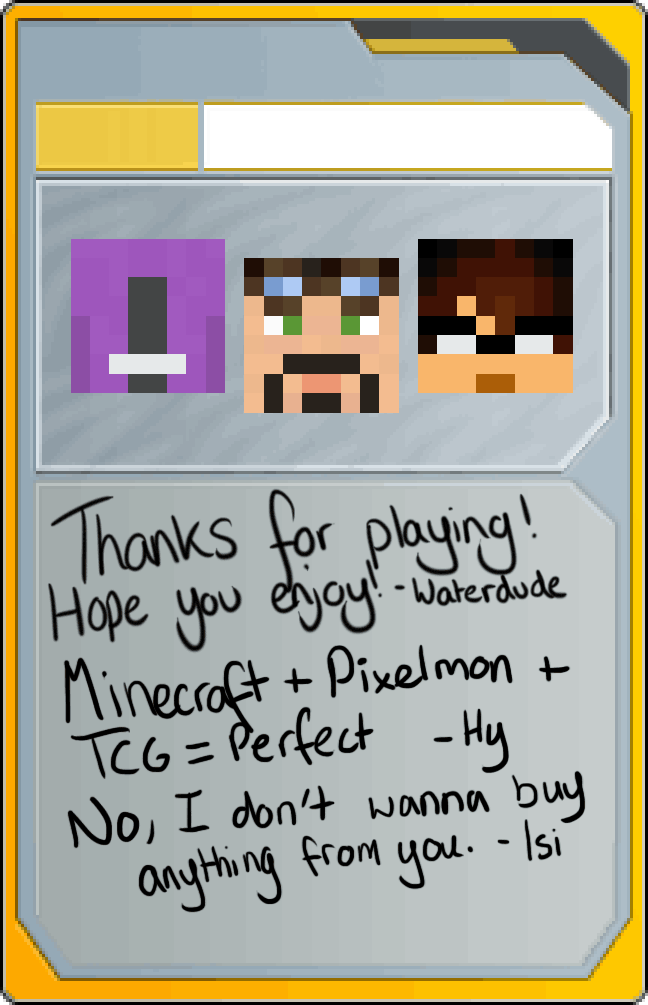 Thanks for playing!
Hope you enjoy! - Waterdude
Minecraft + Pixelmon +
TCG = Perfect - Hy
No, I don't wanna buy
anything from you. - Isi